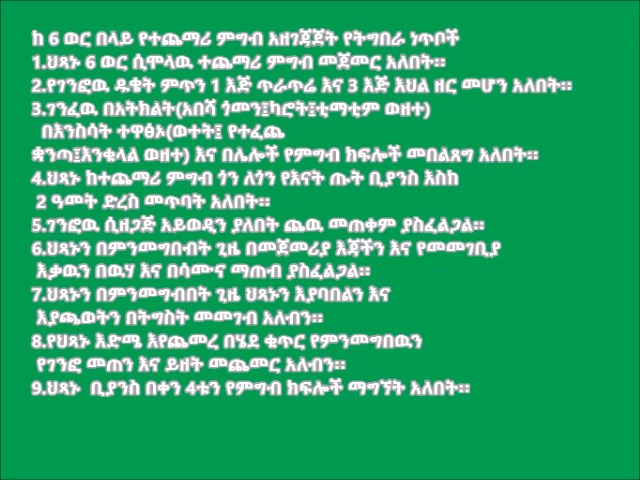 ከ 6 ወር በላይ የተጨማሪ ምግብ አዘገጃጀት የትግበራ ነጥቦች
1.ህጻኑ 6 ወር ሲሞላዉ ተጨማሪ ምግብ መጀመር አለበት።
2.የገንፎዉ ዱቄት ምጥን 1 እጅ ጥራጥሬ እና 3 እጅ እህል ዘር መሆን አለበት።
3.ገንፈዉ በአትክልት(አበሻ ጎመን፤ካሮት፤ቲማቲም ወዘተ)
በእንስሳት ተዋፅኦ(ወተት፤ የተፈጨ
ቋንጣ፤እንቁላል ወዘተ) እና በሌሎች የምግብ ክፍሎች መበልጸግ አለበት።
4.ህጻኑ ከተጨማሪ ምግብ ጎን ለጎን የእናት ጡት ቢያንስ እስከ
2 ዓመት ድረስ መጥባት አለበት።
5.ገንፎዉ ሲዘጋጅ አይወዲን ያለበት ጨዉ መጠቀም ያስፈልጋል።
6.ህጻኑን በምንመግበብት ጊዜ በመጀመሪያ እጃችን እና የመመገቢያ
እቃዉን በዉሃ እና በሳሙና ማጠብ ያስፈልጋል።
7.ህጻኑን በምንመግብበት ጊዜ ህጻኑን እያባበልን እና
እያጫወትን በትግስት መመገብ አለብን።
8.የህጻኑ እድሜ እየጨመረ በሄደ ቁጥር የምንመግበዉን
የገንፎ መጠን እና ይዘት መጨመር አለብን።
9.ህጻኑ ቢያንስ በቀን 4ቱን የምግብ ክፍሎች ማግኘት አለበት።